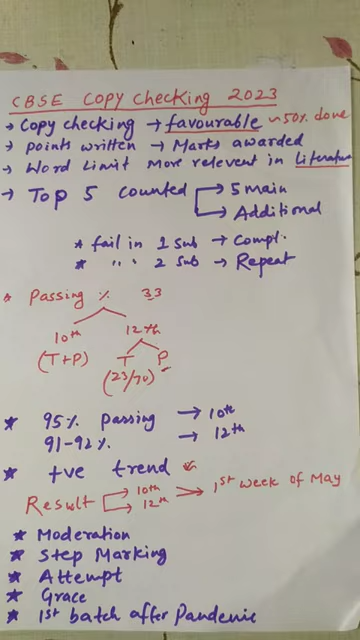 CBSE Copy Checking 2023
→ Copy checking → favourable ~50% done
→ points written → Marks awarded
→ Word Limit More relevent in Literature
→ Top 5 counted → 5 main
→ Additional
* fail in 1 sub → Compt.
* " " 2 sub → Repeat
* Passing % 33
10th 12th
(T+P) T P
(23/70)
* 95% Passing → 10th
91-92% → 12th
* +ve trend
Result → 10th → 1st week of May
→ 12th
* Moderation
* Step Marking
* Attempt
* Grace
* 1st batch after Pandemic